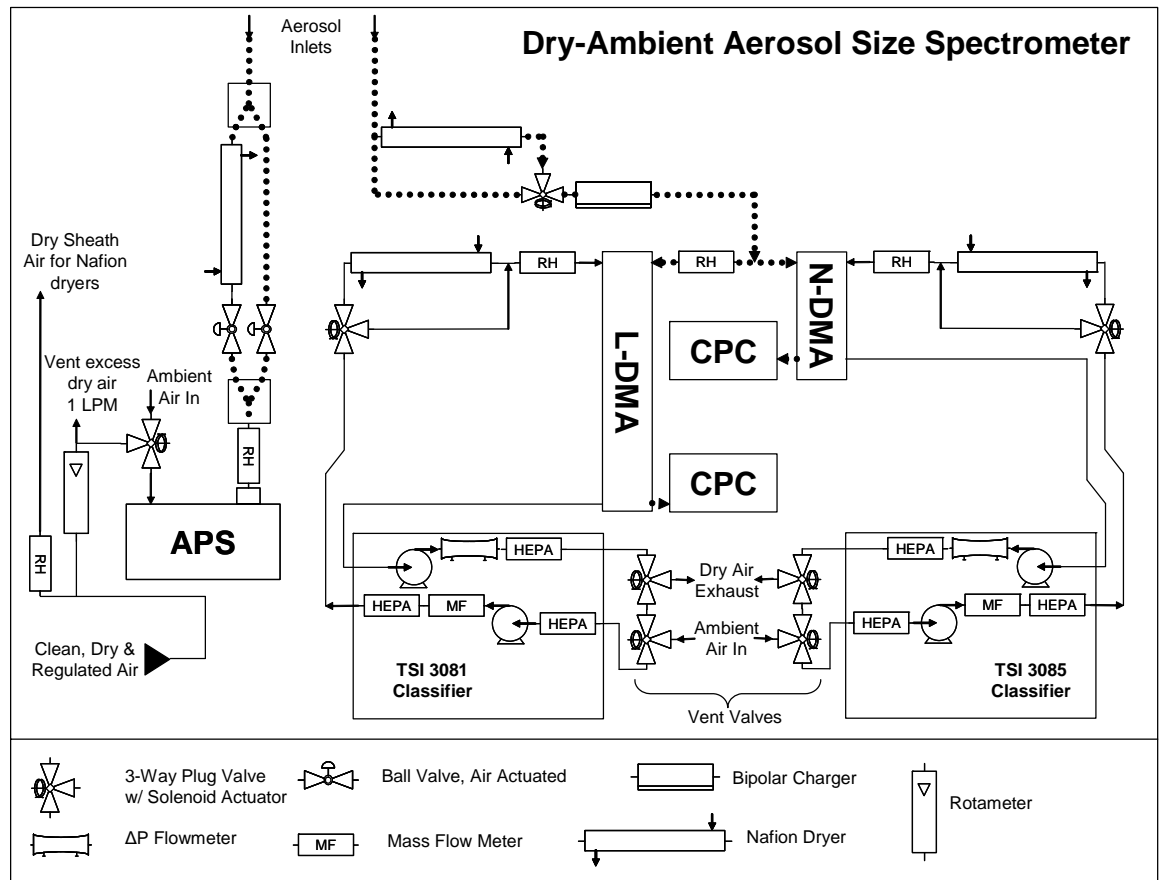 Aerosol
Inlets
Dry-Ambient Aerosol Size Spectrometer
Dry Sheath
Air for Nafion
dryers
Vent excess
dry air
1 LPM
Ambient
Air In
RH
RH
RH
RH
RH
L-DMA
N-DMA
CPC
CPC
APS
HEPA
HEPA
MF
HEPA
Dry Air
Exhaust
Ambient
Air In
HEPA
HEPA
MF
HEPA
Clean, Dry &
Regulated Air
TSI 3081
Classifier
TSI 3085
Classifier
Vent Valves
3-Way Plug Valve
w/ Solenoid Actuator
Ball Valve, Air Actuated
Bipolar Charger
Rotameter
ΔP Flowmeter
MF
Mass Flow Meter
Nafion Dryer